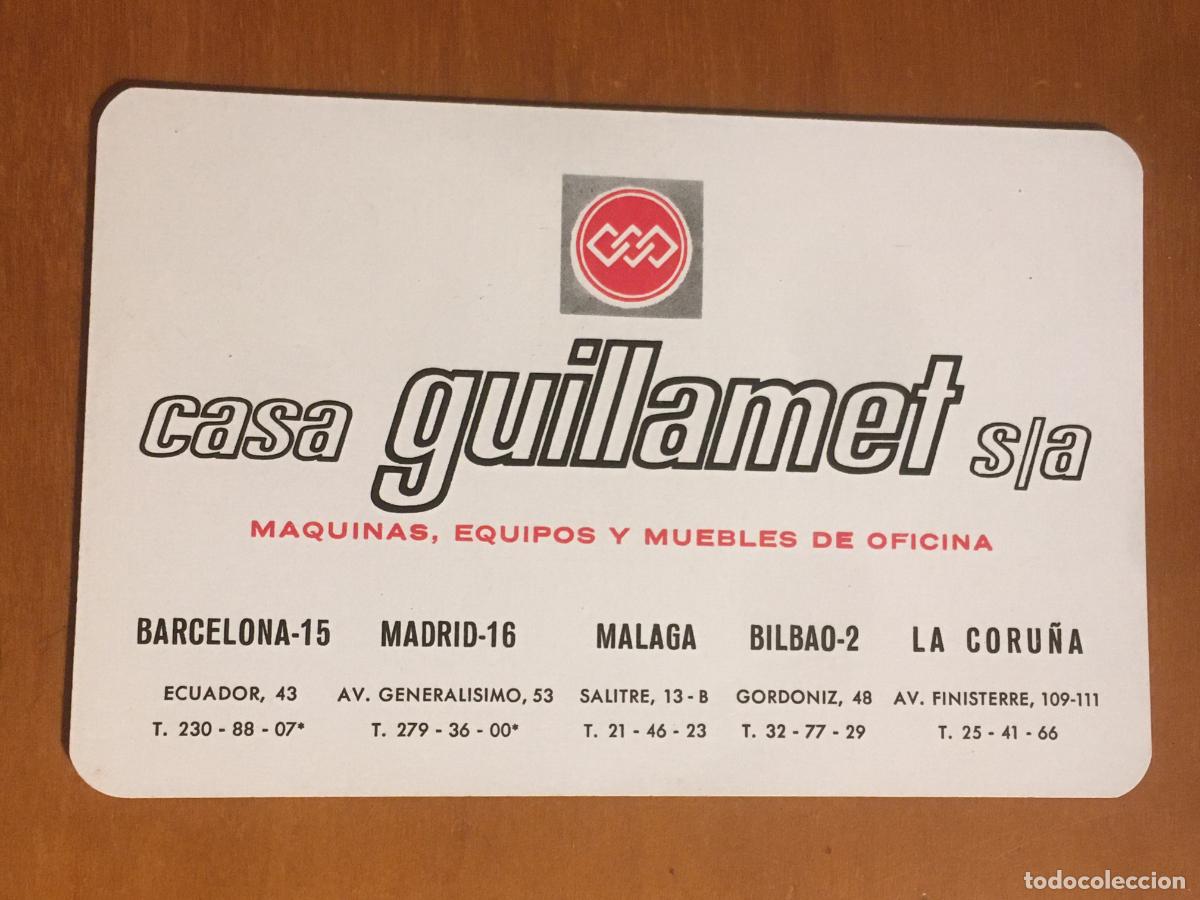 casa guillamet s/a
MAQUINAS, EQUIPOS Y MUEBLES DE OFICINA
BARCELONA-15 MADRID-16 MALAGA BILBAO-2 LA CORUÑA
ECUADOR, 43 AV. GENERALISIMO, 53 SALITRE, 13-B GORDONIZ, 48 AV. FINISTERRE, 109-111
T. 230 - 88 - 07* T. 279 - 36 - 00* T. 21 - 46 - 23 T. 32 - 77 - 29 T. 25 - 41 - 66
todocoleccion